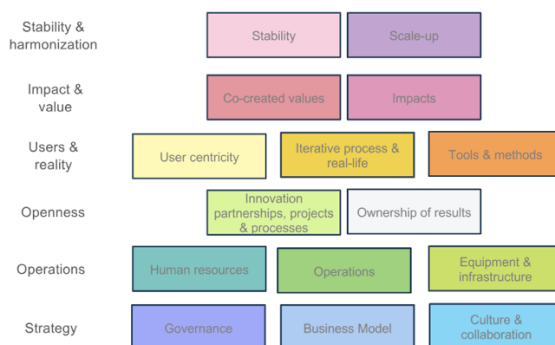 Stability &
harmonization
Stability
Scale-up
Impact &
value
Co-created values
Impacts
Users &
reality
User centricity
Iterative process &
real-life
Tools & methods
Openness
Innovation
partnerships, projects
& processes
Ownership of results
Operations
Human resources
Operations
Equipment &
infrastructure
Strategy
Governance
Business Model
Culture &
collaboration